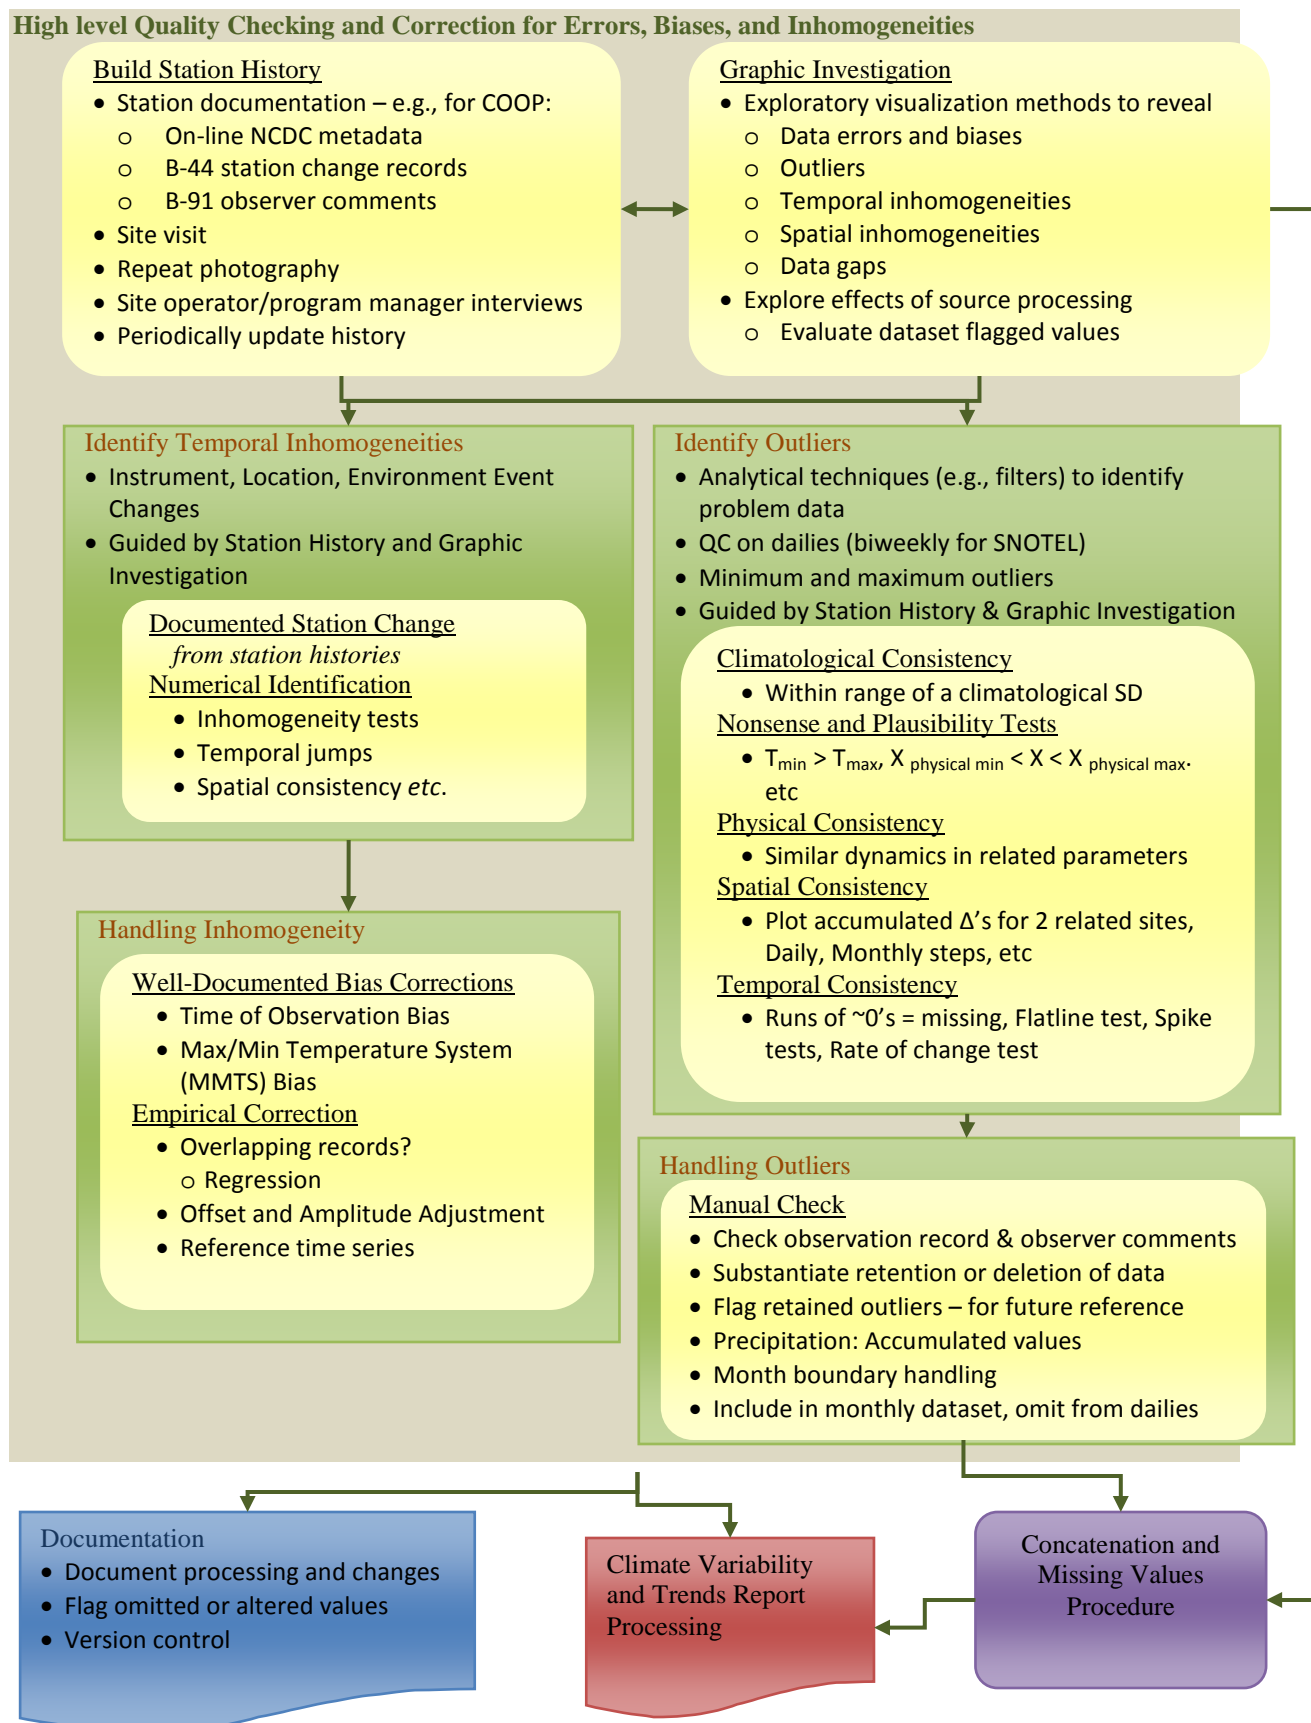 High level Quality Checking and Correction for Errors, Biases, and Inhomogeneities
Build Station History
• Station documentation – e.g., for COOP:
o On-line NCDC metadata
o B-44 station change records
o B-91 observer comments
• Site visit
• Repeat photography
• Site operator/program manager interviews
• Periodically update history
Graphic Investigation
• Exploratory visualization methods to reveal
o Data errors and biases
o Outliers
o Temporal inhomogeneities
o Spatial inhomogeneities
o Data gaps
• Explore effects of source processing
o Evaluate dataset flagged values
Identify Temporal Inhomogeneities
• Instrument, Location, Environment Event
Changes
• Guided by Station History and Graphic
Investigation
Documented Station Change
from station histories
Numerical Identification
• Inhomogeneity tests
• Temporal jumps
• Spatial consistency etc.
Identify Outliers
• Analytical techniques (e.g., filters) to identify
problem data
• QC on dailies (biweekly for SNOTEL)
• Minimum and maximum outliers
• Guided by Station History & Graphic Investigation
Climatological Consistency
• Within range of a climatological SD
Nonsense and Plausibility Tests
• Tmin > Tmax, X physical min < X < X physical max.
etc
Physical Consistency
• Similar dynamics in related parameters
Spatial Consistency
• Plot accumulated Δ's for 2 related sites,
Daily, Monthly steps, etc
Temporal Consistency
• Runs of ~0's = missing, Flatline test, Spike
tests, Rate of change test
Handling Inhomogeneity
Well-Documented Bias Corrections
• Time of Observation Bias
• Max/Min Temperature System
(MMTS) Bias
Empirical Correction
• Overlapping records?
o Regression
• Offset and Amplitude Adjustment
• Reference time series
Handling Outliers
Manual Check
• Check observation record & observer comments
• Substantiate retention or deletion of data
• Flag retained outliers – for future reference
• Precipitation: Accumulated values
• Month boundary handling
• Include in monthly dataset, omit from dailies
Documentation
• Document processing and changes
• Flag omitted or altered values
• Version control
Climate Variability
and Trends Report
Processing
Concatenation and
Missing Values
Procedure